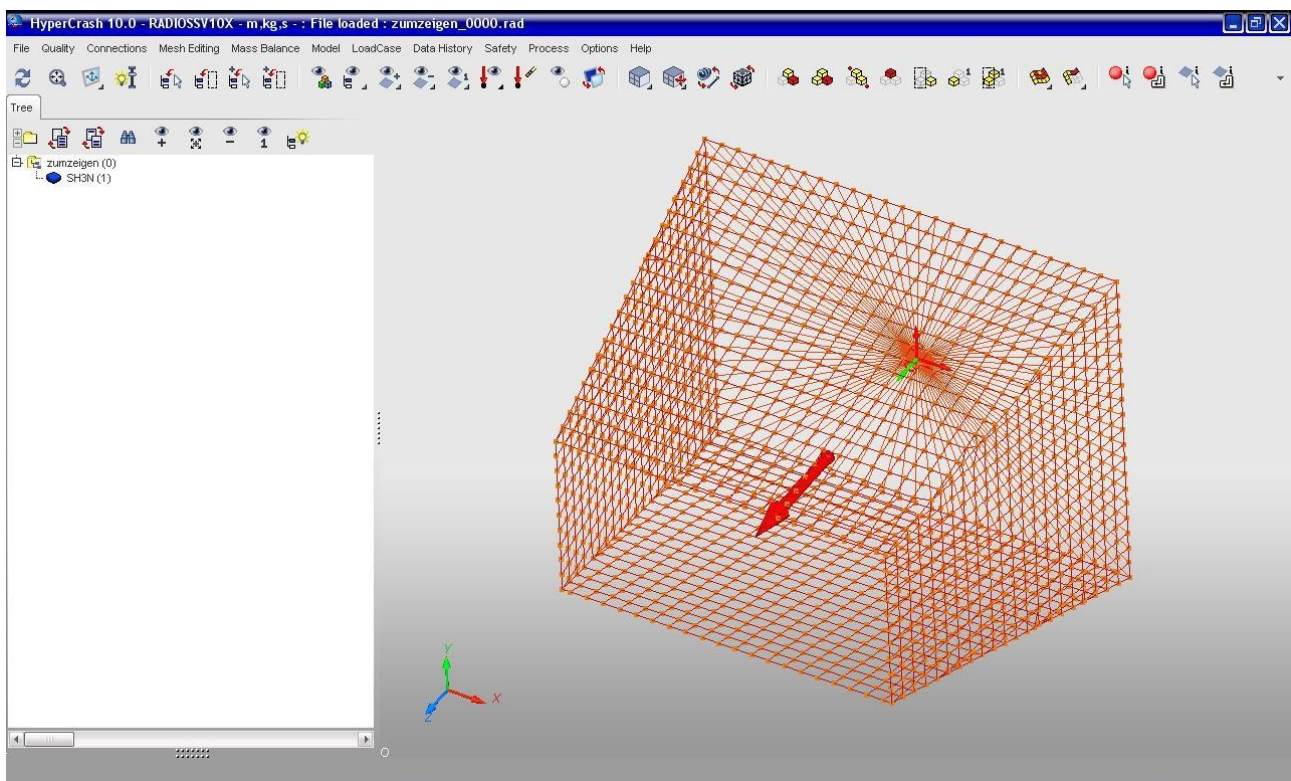 HyperCrash 10.0 - RADIOSSV10X - m,kg,s - : File loaded : zumzeigen_0000.rad
File Quality Connections Mesh Editing Mass Balance Model LoadCase Data History Safety Process Options Help
Tree
zumzeigen (0)
SH3N (1)
Y
X
Z